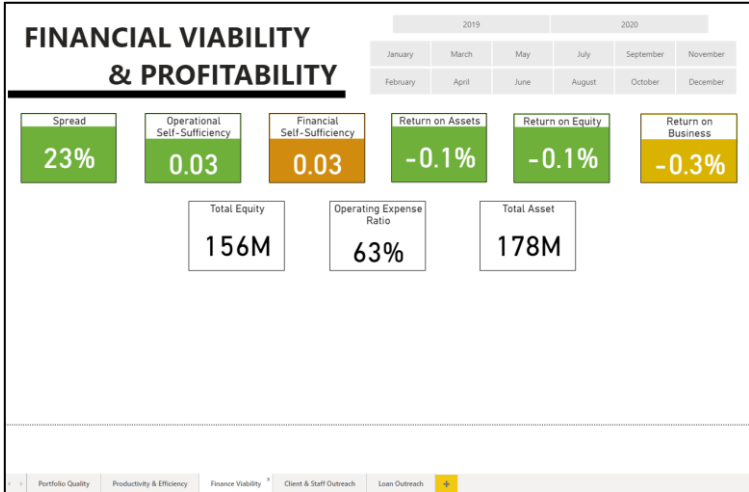 FINANCIAL VIABILITY
& PROFITABILITY
2019 2020
January March May July September November
February April June August October December
Spread
23%
Operational
Self-Sufficiency
0.03
Financial
Self-Sufficiency
0.03
Return on Assets
-0.1%
Return on Equity
-0.1%
Return on
Business
-0.3%
Total Equity
156M
Operating Expense
Ratio
63%
Total Asset
178M
Portfolio Quality Productivity & Efficiency Finance Viability x Client & Staff Outreach Loan Outreach +